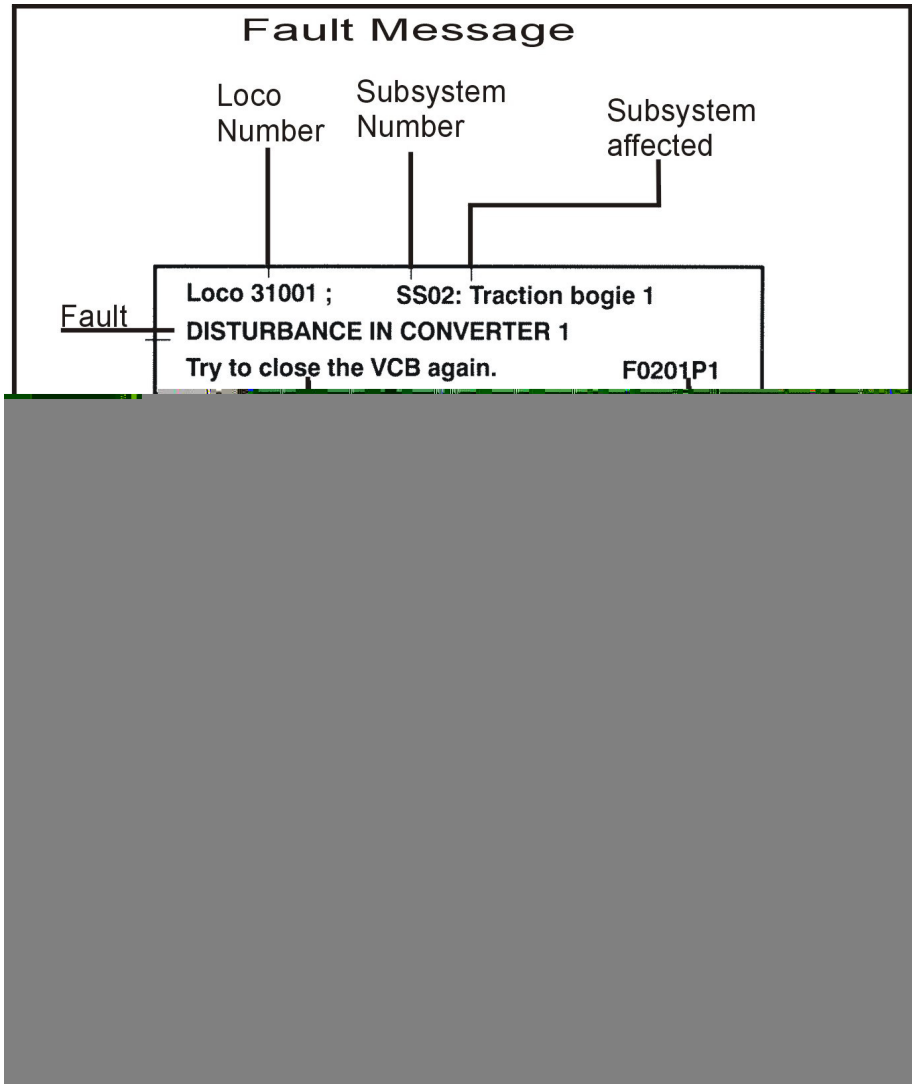 Fault Message
Loco
Number
Subsystem
Number
Subsystem
affected
Loco 31001 ; SS02: Traction bogie 1
Fault
DISTURBANCE IN CONVERTER 1
Try to close the VCB again. F0201P1